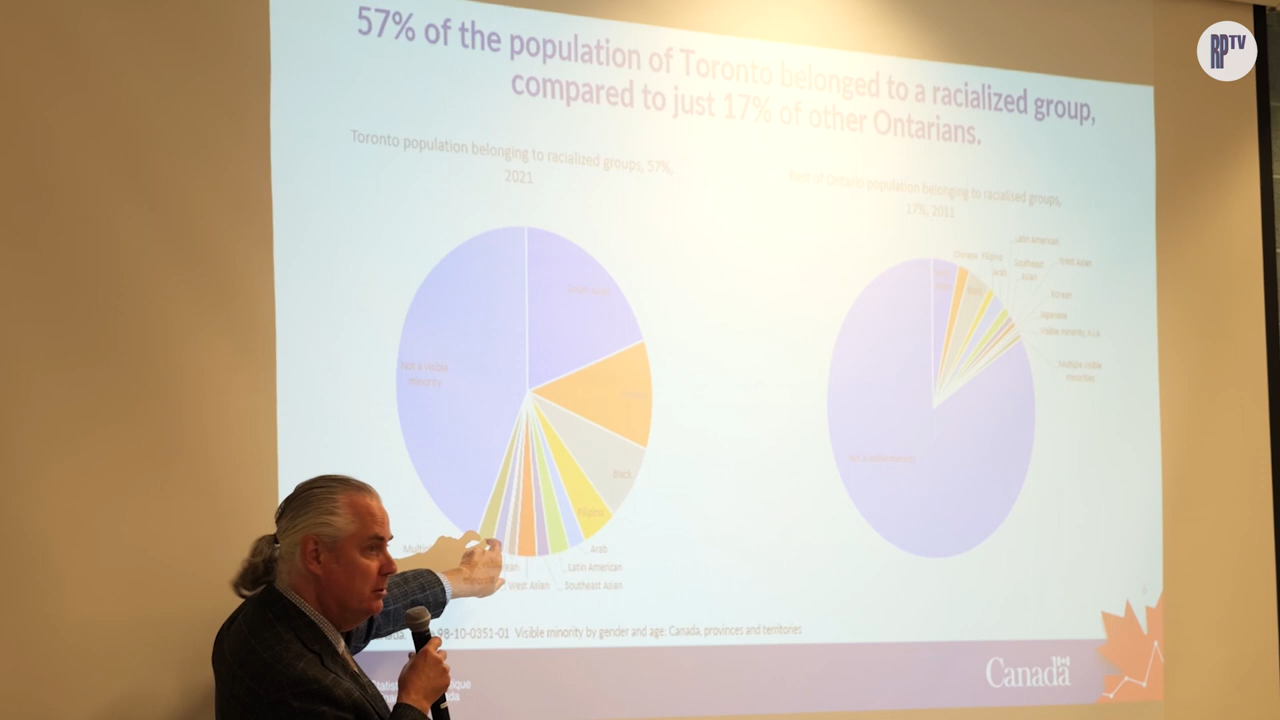 RPTV
57% of the population of Toronto belonged to a racialized group,
compared to just 17% of other Ontarians.
Toronto population belonging to racialized groups, 57%,
2021
Rest of Ontario population belonging to racialised groups,
17%, 2011
South Asian
Not a visible
minority
Black
Filipino
Arab
Latin American
Southeast Asian
West Asian
Chinese
Filipino
Arab
Latin American
Southeast
Asian
West Asian
Korean
Japanese
Visible minority, n.i.e.
Multiple visible
minorities
Not a visible minority
98-10-0351-01 Visible minority by gender and age: Canada, provinces and territories
Canada